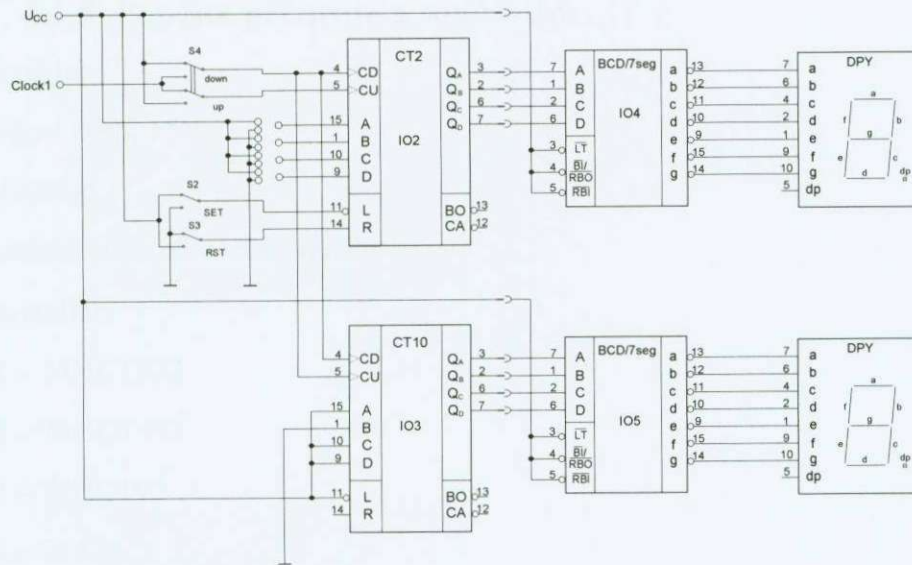 UCC
S4
CT2
BCD/7seg
DPY
4 CD QA 3 7 A a 13 7 a
down
5 CU QB 2 1 B b 12 6 b
Clock1
up
QC 6 2 C c 11 4 c
15 A QD 7 6 D d 10 2 d
1 B IO2 IO4 e 9 1 e
10 C 3 LT f 15 9 f
9 D 4 BI/ RBO g 14 10 g
5 RBI 5 dp
a
f b
g
e c
d dp
S2
SET
11 L BO 13
S3
RST
14 R CA 12
CT10
BCD/7seg
DPY
4 CD QA 3 7 A a 13 7 a
5 CU QB 2 1 B b 12 6 b
QC 6 2 C c 11 4 c
15 A QD 7 6 D d 10 2 d
1 B IO3 IO5 e 9 1 e
10 C 3 LT f 15 9 f
9 D 4 BI/ RBO g 14 10 g
5 RBI 5 dp
a
f b
g
e c
d dp
11 L BO 13
14 R CA 12